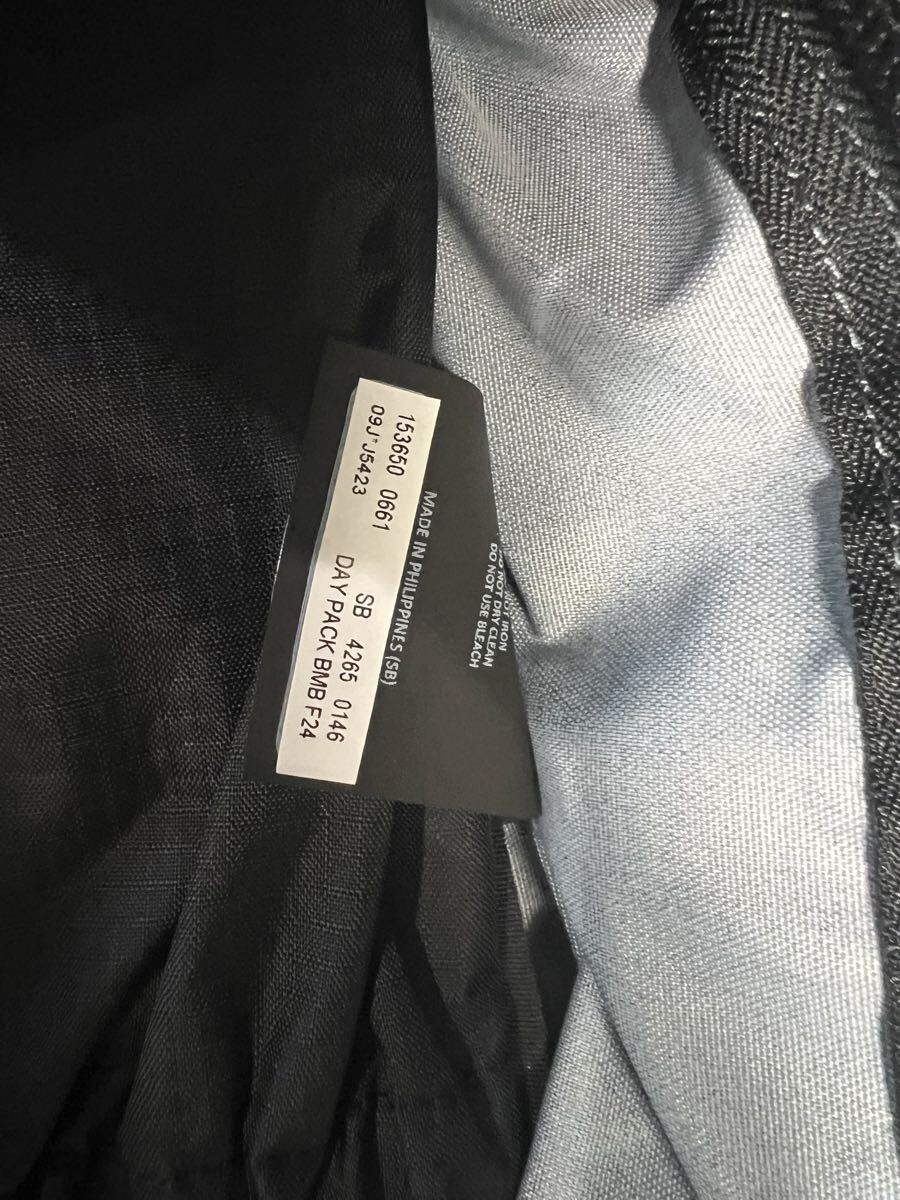 153650 0661 SB 4265 0146
09J*J5423 DAY PACK BMB F24
DO NOT IRON
DO NOT DRY CLEAN
DO NOT USE BLEACH
MADE IN PHILIPPINES (SB)